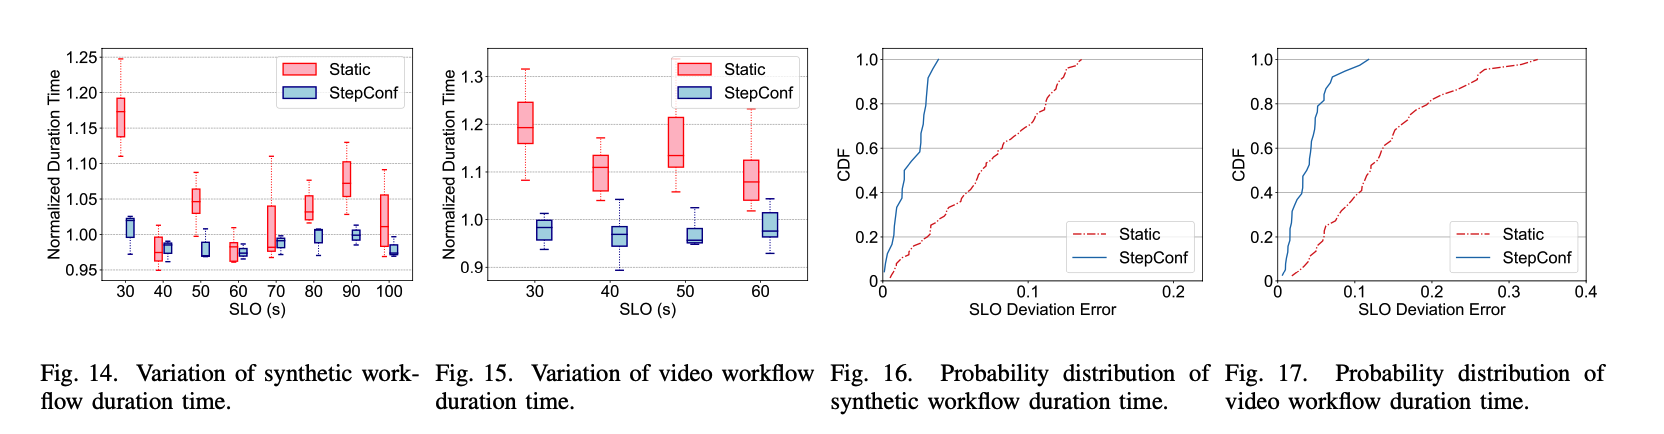 1.25
1.20
1.15
1.10
1.05
1.00
0.95
Normalized Duration Time
Static
StepConf
30 40 50 60 70 80 90 100
SLO (s)
1.3
1.2
1.1
1.0
0.9
Normalized Duration Time
Static
StepConf
30 40 50 60
SLO (s)
1.0
0.8
0.6
0.4
0.2
0
CDF
Static
StepConf
0 0.1 0.2
SLO Deviation Error
1.0
0.8
0.6
0.4
0.2
0
CDF
Static
StepConf
0 0.1 0.2 0.3 0.4
SLO Deviation Error
Fig. 14. Variation of synthetic work-
flow duration time.
Fig. 15. Variation of video workflow
duration time.
Fig. 16. Probability distribution of
synthetic workflow duration time.
Fig. 17. Probability distribution of
video workflow duration time.